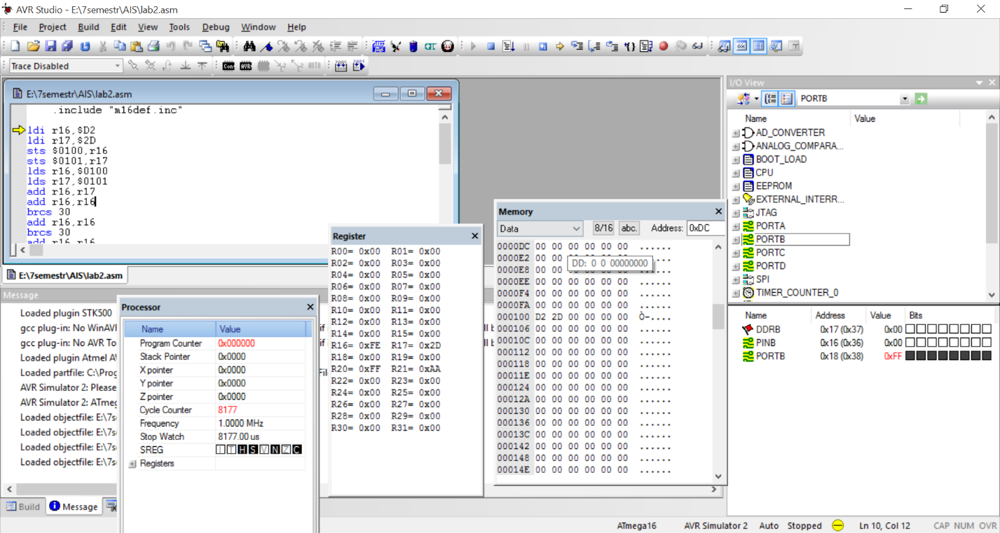 AVR Studio - E:\7semestr\AIS\lab2.asm
File Project Build Edit View Tools Debug Window Help
Trace Disabled
Con AVR AUTO
E:\7semestr\AIS\lab2.asm
.include "m16def.inc"
ldi r16,$D2
ldi r17,$2D
sts $0100,r16
sts $0101,r17
lds r16,$0100
lds r17,$0101
add r16,r17
add r16,r16
brcs 30
add r16,r16
brcs 30
add r16,r16
E:\7semestr\AIS\lab2.asm
Message
Loaded plugin STK500
gcc plug-in: No WinAV
gcc plug-in: No AVR To
Loaded plugin Atmel A
Loaded partfile: C:\Prog
AVR Simulator 2: Please
AVR Simulator 2: ATmeg
Loaded objectfile: E:\7s
Loaded objectfile: E:\7s
Loaded objectfile: E:\7s
Loaded objectfile: E:\7s
Build Message
Processor
Name Value
Program Counter 0x000000
Stack Pointer 0x0000
X pointer 0x0000
Y pointer 0x0000
Z pointer 0x0000
Cycle Counter 8177
Frequency 1.0000 MHz
Stop Watch 8177.00 us
SREG I T H S V N Z C
Registers
Register
R00= 0x00 R01= 0x00
R02= 0x00 R03= 0x00
R04= 0x00 R05= 0x00
R06= 0x00 R07= 0x00
R08= 0x00 R09= 0x00
R10= 0x00 R11= 0x00
R12= 0x00 R13= 0x00
R14= 0x00 R15= 0x00
R16= 0xFE R17= 0x2D
R18= 0x00 R19= 0x00
R20= 0xFF R21= 0xAA
R22= 0x00 R23= 0x00
R24= 0x00 R25= 0x00
R26= 0x00 R27= 0x00
R28= 0x00 R29= 0x00
R30= 0x00 R31= 0x00
Memory
Data 8/16 abc. Address: 0xDC
0000DC 00 00 00 00 00 00 ......
0000E2 00 00 00 00 00 00 ......
0000E8 00 00
DD: 0 0 00000000
0000EE 00 00 00 00 00 00 ......
0000F4 00 00 00 00 00 00 ......
0000FA 00 00 00 00 00 00 ......
000100 D2 2D 00 00 00 00 Ò-....
000106 00 00 00 00 00 00 ......
00010C 00 00 00 00 00 00 ......
000112 00 00 00 00 00 00 ......
000118 00 00 00 00 00 00 ......
00011E 00 00 00 00 00 00 ......
000124 00 00 00 00 00 00 ......
00012A 00 00 00 00 00 00 ......
000130 00 00 00 00 00 00 ......
000136 00 00 00 00 00 00 ......
00013C 00 00 00 00 00 00 ......
000142 00 00 00 00 00 00 ......
000148 00 00 00 00 00 00 ......
00014E 00 00 00 00 00 00 ......
I/O View
PORTB
Name Value
AD_CONVERTER
ANALOG_COMPARA...
BOOT_LOAD
CPU
EEPROM
EXTERNAL_INTERR...
JTAG
PORTA
PORTB
PORTC
PORTD
SPI
TIMER_COUNTER_0
Name Address Value Bits
DDRB 0x17 (0x37) 0x00
PINB 0x16 (0x36) 0x00
PORTB 0x18 (0x38) 0xFF
ATmega16 AVR Simulator 2 Auto Stopped Ln 10, Col 12 CAP NUM OVR